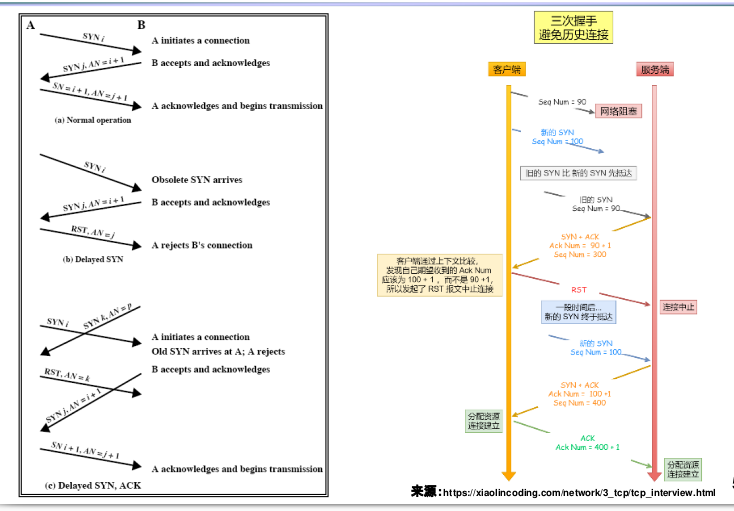 A
B
SYN i
A initiates a connection
SYN j, AN = i + 1
B accepts and acknowledges
SN = i + 1, AN = j + 1
A acknowledges and begins transmission
(a) Normal operation
SYN i
Obsolete SYN arrives
SYN j, AN = i + 1
B accepts and acknowledges
RST, AN = j
A rejects B's connection
(b) Delayed SYN
SYN i
SYN k, AN = p
A initiates a connection
Old SYN arrives at A; A rejects
RST, AN = k
B accepts and acknowledges
SYN j, AN = i + 1
SN i + 1, AN = j + 1
A acknowledges and begins transmission
(c) Delayed SYN, ACK
三次握手
避免历史连接
客户端
服务端
Seq Num = 90
网络阻塞
新的 SYN
Seq Num = 100
旧的 SYN 比 新的 SYN 先抵达
旧的 SYN
Seq Num = 90
SYN + ACK
Ack Num = 90 + 1
Seq Num = 300
客户端通过上下文比较,
发现自己期望收到的 Ack Num
应该为 100 + 1 ，而不是 90 +1,
所以发起了 RST 报文中止连接
RST
连接中止
一段时间后...
新的 SYN 终于抵达
新的 SYN
Seq Num = 100
SYN + ACK
Ack Num = 100 +1
Seq Num = 400
分配资源
连接建立
ACK
Ack Num = 400 + 1
分配资源
连接建立
来源：https://xiaolincoding.com/network/3_tcp/tcp_interview.html